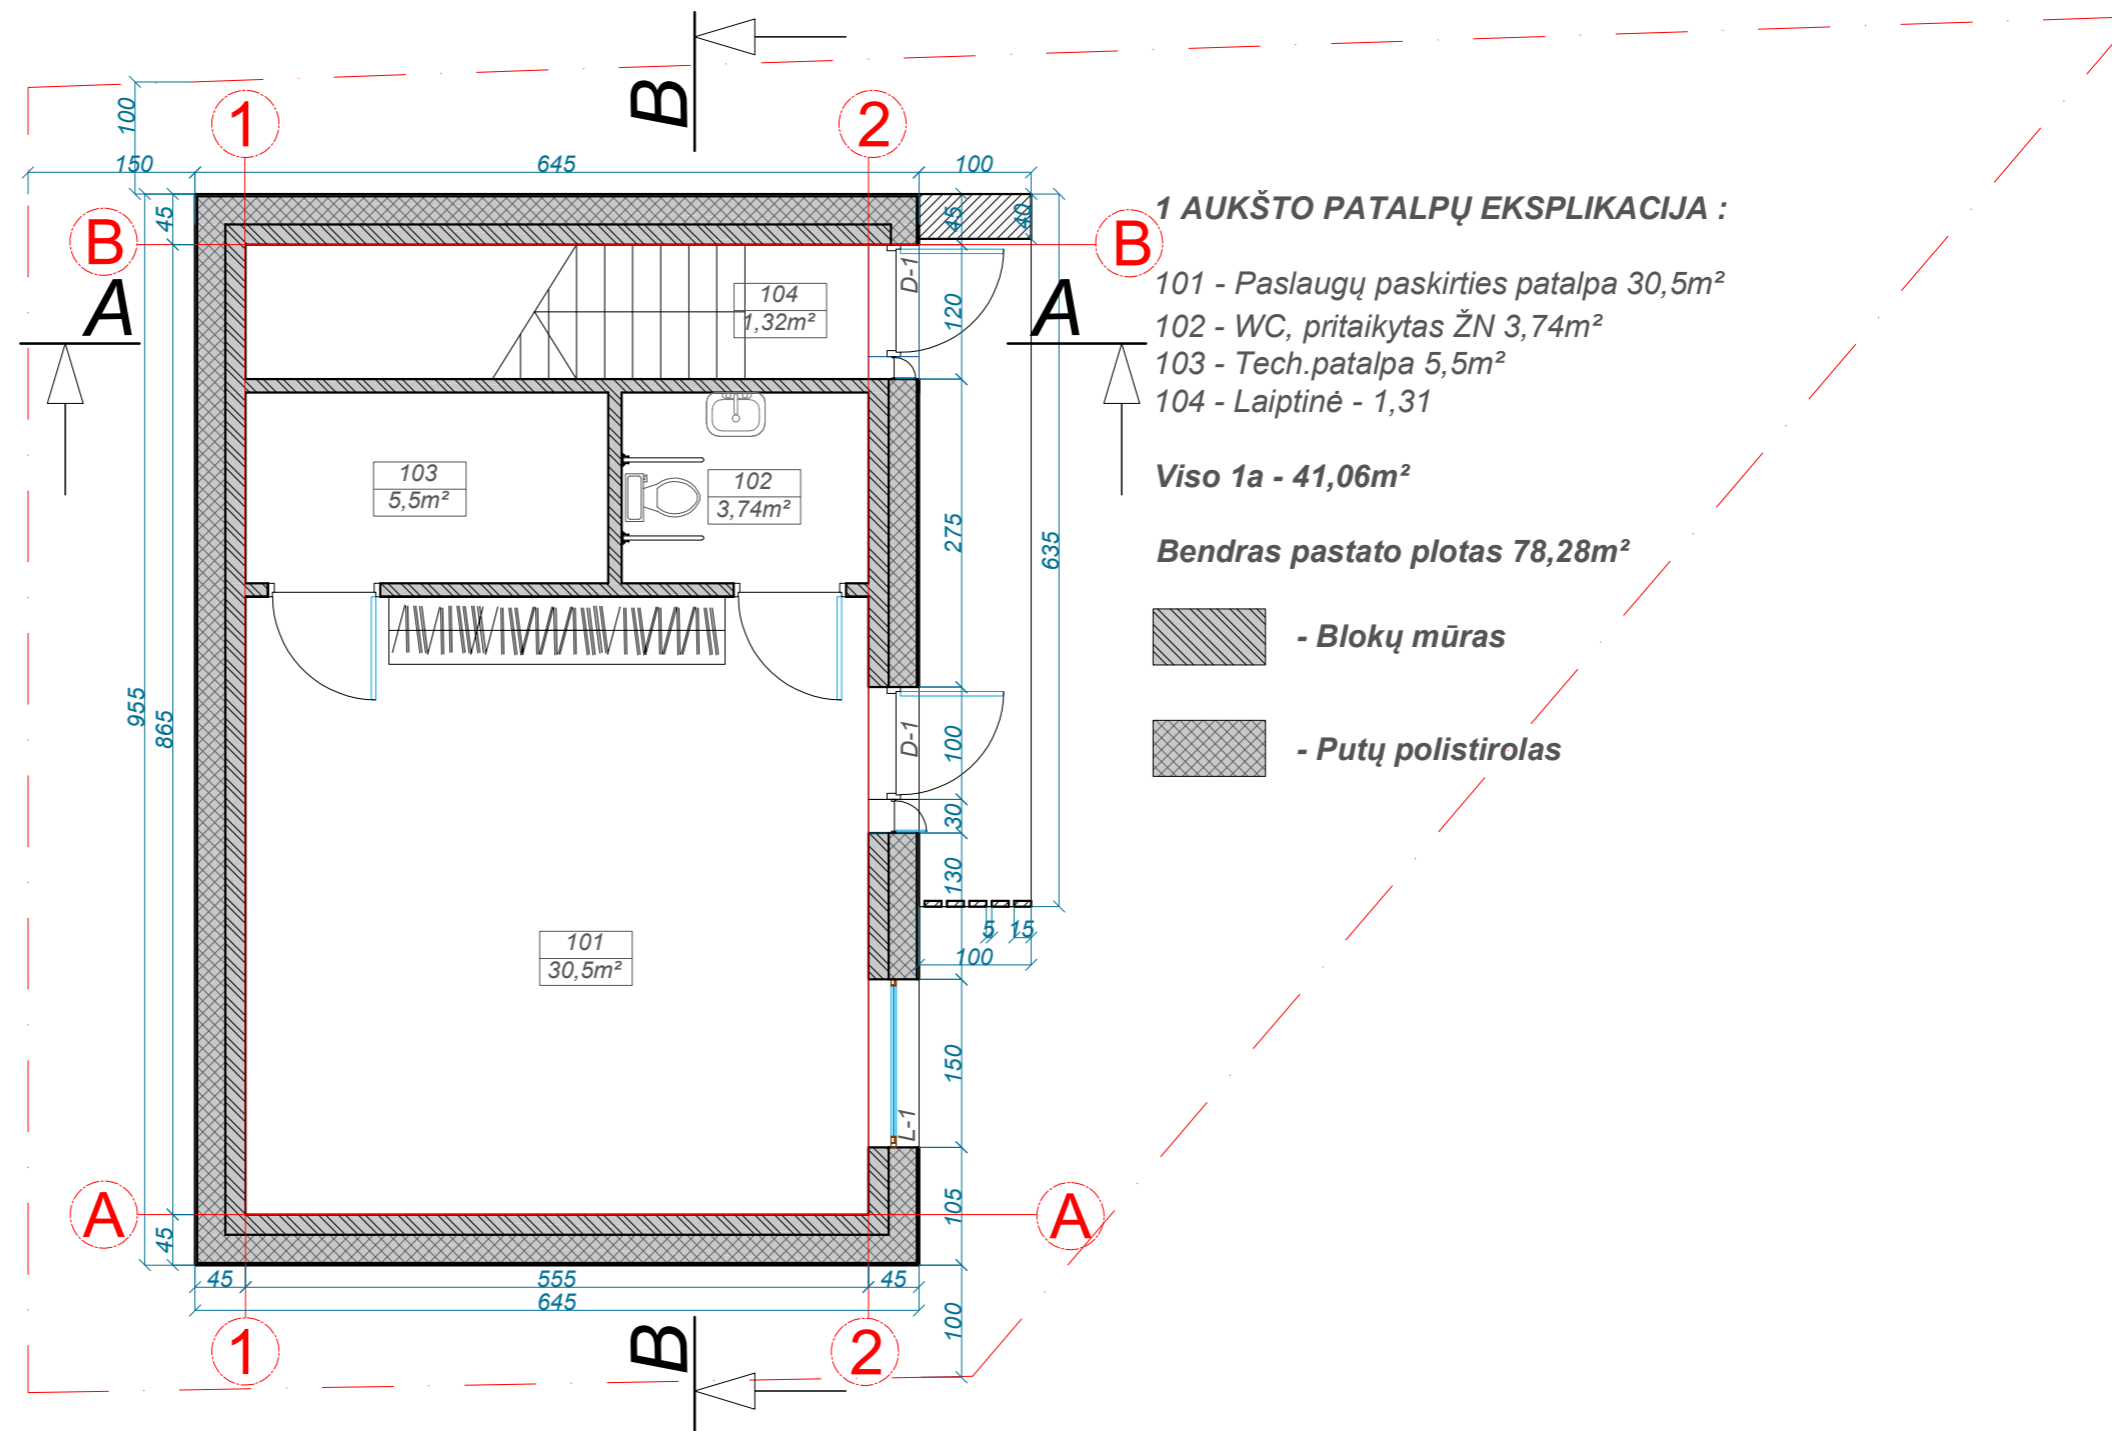 B
100
1
2
150
645
100
45
45
40
B
B
1 AUKŠTO PATALPŲ EKSPLIKACIJA :
101 - Paslaugų paskirties patalpa 30,5m²
102 - WC, pritaikytas ŽN 3,74m²
103 - Tech.patalpa 5,5m²
104 - Laiptinė - 1,31
Viso 1a - 41,06m²
Bendras pastato plotas 78,28m²
- Blokų mūras
- Putų polistirolas
A
A
D-1
104
1,32m²
120
103
5,5m²
102
3,74m²
275
635
955
865
D-1
100
30
130
5
15
100
101
30,5m²
150
L-1
A
A
105
45
45
555
45
645
100
1
B
2